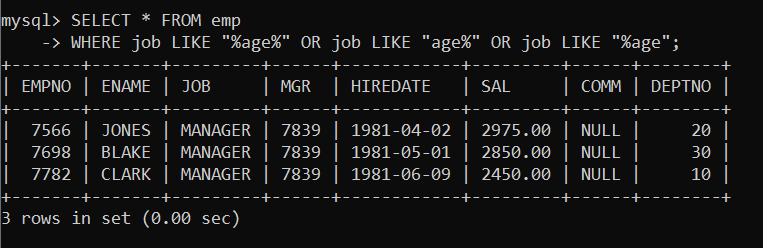 mysql> SELECT * FROM emp
    -> WHERE job LIKE "%age%" OR job LIKE "age%" OR job LIKE "%age";
+-------+-------+---------+------+------------+---------+------+--------+
| EMPNO | ENAME | JOB     | MGR  | HIREDATE   | SAL     | COMM | DEPTNO |
+-------+-------+---------+------+------------+---------+------+--------+
|  7566 | JONES | MANAGER | 7839 | 1981-04-02 | 2975.00 | NULL |     20 |
|  7698 | BLAKE | MANAGER | 7839 | 1981-05-01 | 2850.00 | NULL |     30 |
|  7782 | CLARK | MANAGER | 7839 | 1981-06-09 | 2450.00 | NULL |     10 |
+-------+-------+---------+------+------------+---------+------+--------+
3 rows in set (0.00 sec)